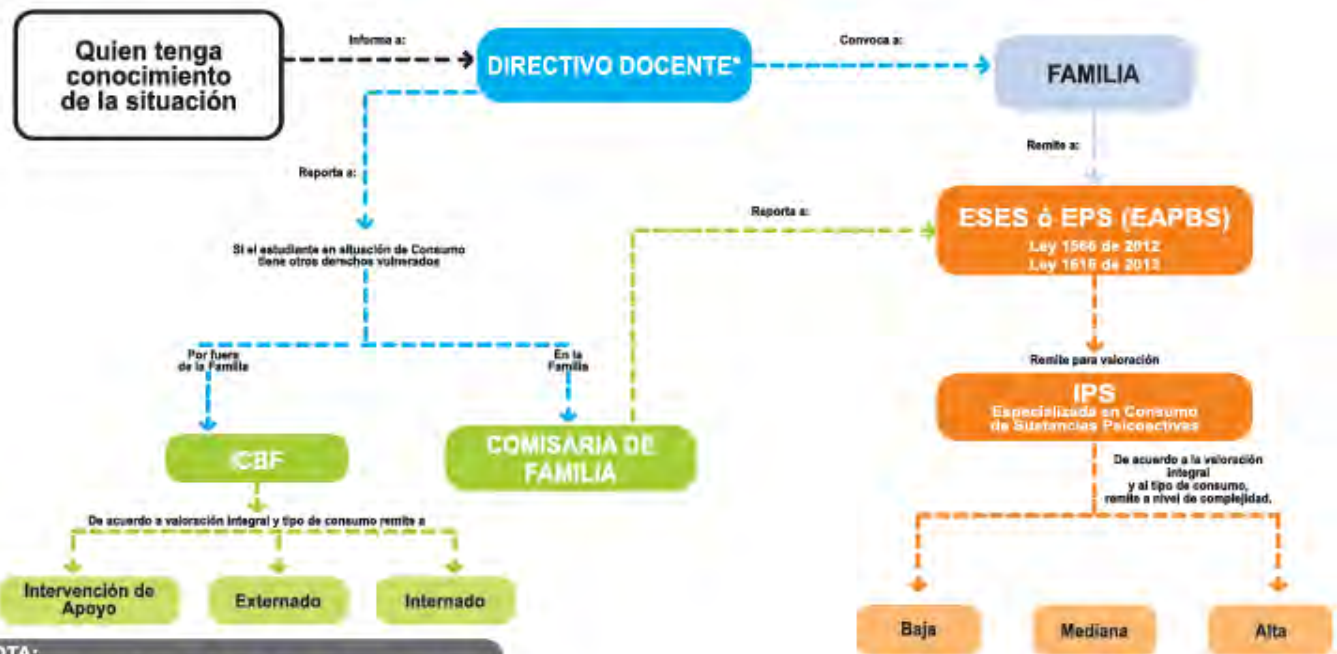 Quien tenga
conocimiento
de la situación
Informa a:
DIRECTIVO DOCENTE*
Convoca a:
FAMILIA
Remite a:
Reporta a:
Reporta a:
ESES ó EPS (EAPBS)
Ley 1566 de 2012
Ley 1616 de 2013
Si el estudiante en situación de Consumo
tiene otros derechos vulnerados
Por fuera
de la Familia
En la
Familia
Remite para valoración
IPS
Especializada en Consumo
de Sustancias Psicoactivas
ICBF
COMISARIA DE
FAMILIA
De acuerdo a la valoración
integral
y al tipo de consumo,
remite a nivel de complejidad.
De acuerdo a valoración integral y tipo de consumo remite a
Intervención de
Apoyo
Externado
Internado
Baja
Mediana
Alta